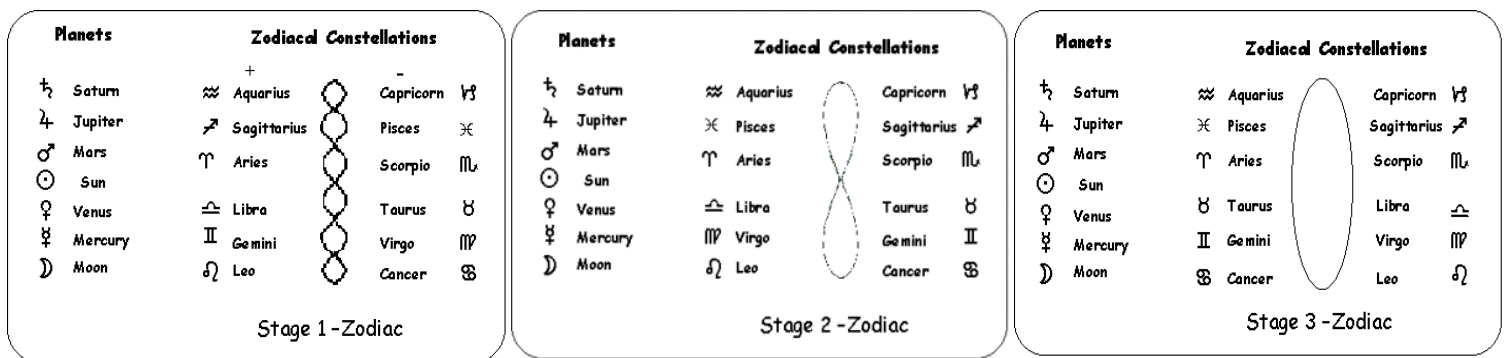 Planets
Zodiacal Constellations
+ -
♄ Saturn ♒ Aquarius Capricorn ♑
♃ Jupiter ♐ Sagittarius Pisces ♓
♂ Mars ♈ Aries Scorpio ♏
☉ Sun
♀ Venus ♎ Libra Taurus ♉
☿ Mercury ♊ Gemini Virgo ♍
☽ Moon ♌ Leo Cancer ♋
Stage 1 -Zodiac
Planets
Zodiacal Constellations
♄ Saturn ♒ Aquarius Capricorn ♑
♃ Jupiter ♓ Pisces Sagittarius ♐
♂ Mars ♈ Aries Scorpio ♏
☉ Sun
♀ Venus ♎ Libra Taurus ♉
☿ Mercury ♍ Virgo Gemini ♊
☽ Moon ♌ Leo Cancer ♋
Stage 2 -Zodiac
Planets
Zodiacal Constellations
♄ Saturn ♒ Aquarius Capricorn ♑
♃ Jupiter ♓ Pisces Sagittarius ♐
♂ Mars ♈ Aries Scorpio ♏
☉ Sun
♀ Venus ♉ Taurus Libra ♎
☿ Mercury ♊ Gemini Virgo ♍
☽ Moon ♋ Cancer Leo ♌
Stage 3 -Zodiac